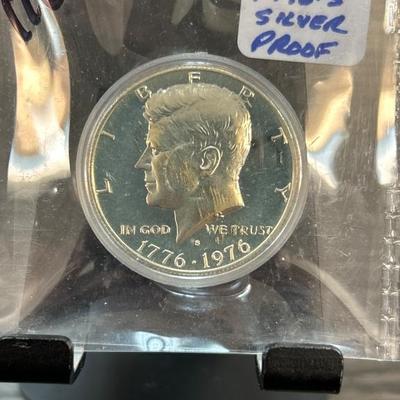 SILVER
PROOF
LIBERTY
IN GOD WE TRUST
S
1776 · 1976